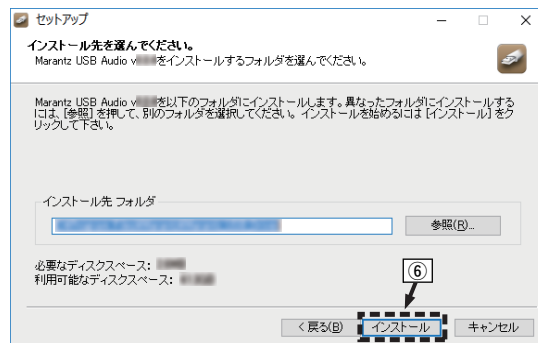 セットアップ
インストール先を選んでください。
Marantz USB Audio v をインストールするフォルダを選んでください。
Marantz USB Audio v を以下のフォルダにインストールします。異なったフォルダにインストールする
には、[参照] を押して、別のフォルダを選択してください。インストールを始めるには [インストール] をク
リックして下さい。
インストール先 フォルダ
参照(R)...
必要なディスクスペース:
利用可能なディスクスペース:
⑥
< 戻る(B)
インストール
キャンセル